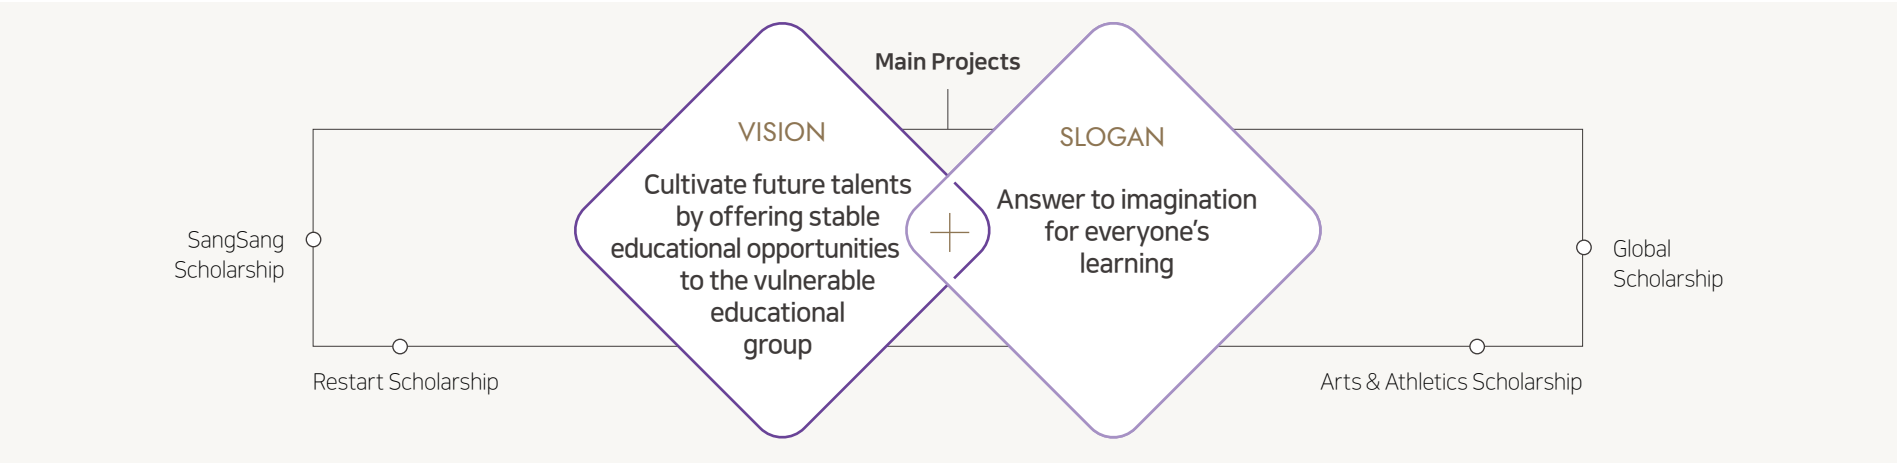 Main Projects
VISION
Cultivate future talents
by offering stable
educational opportunities
to the vulnerable
educational
group
SLOGAN
Answer to imagination
for everyone's
learning
SangSang
Scholarship
Restart Scholarship
Global
Scholarship
Arts & Athletics Scholarship